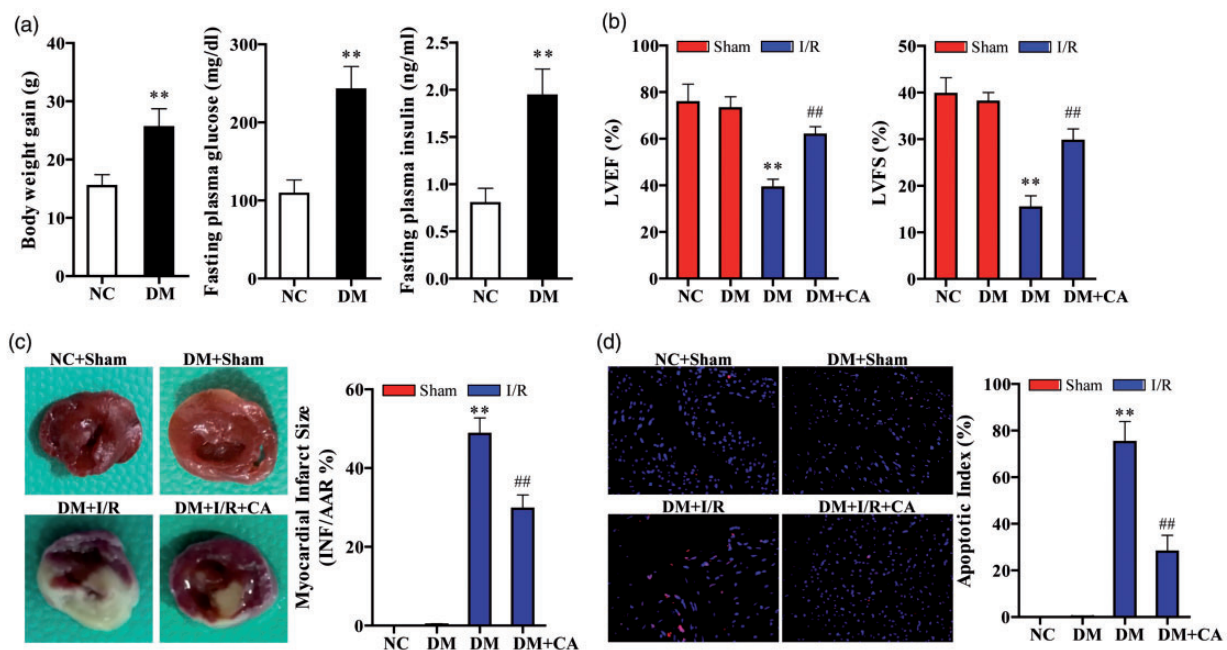 (a)
Body weight gain (g)
40
30
20
10
0
**
NC DM
Fasting plasma glucose (mg/dl)
300
200
100
0
**
NC DM
Fasting plasma insulin (ng/ml)
2.5
2.0
1.5
1.0
0.5
0.0
**
NC DM
(b)
Sham I/R
LVEF (%)
100
80
60
40
20
0
**
##
NC DM DM DM+CA
Sham I/R
LVFS (%)
50
40
30
20
10
0
**
##
NC DM DM DM+CA
(c)
NC+Sham DM+Sham
DM+I/R DM+I/R+CA
Myocardial Infarct Size
(INF/AAR %)
Sham I/R
60
40
20
0
**
##
NC DM DM DM+CA
(d)
NC+Sham DM+Sham
DM+I/R DM+I/R+CA
Apoptotic Index (%)
Sham I/R
100
80
60
40
20
0
**
##
NC DM DM DM+CA